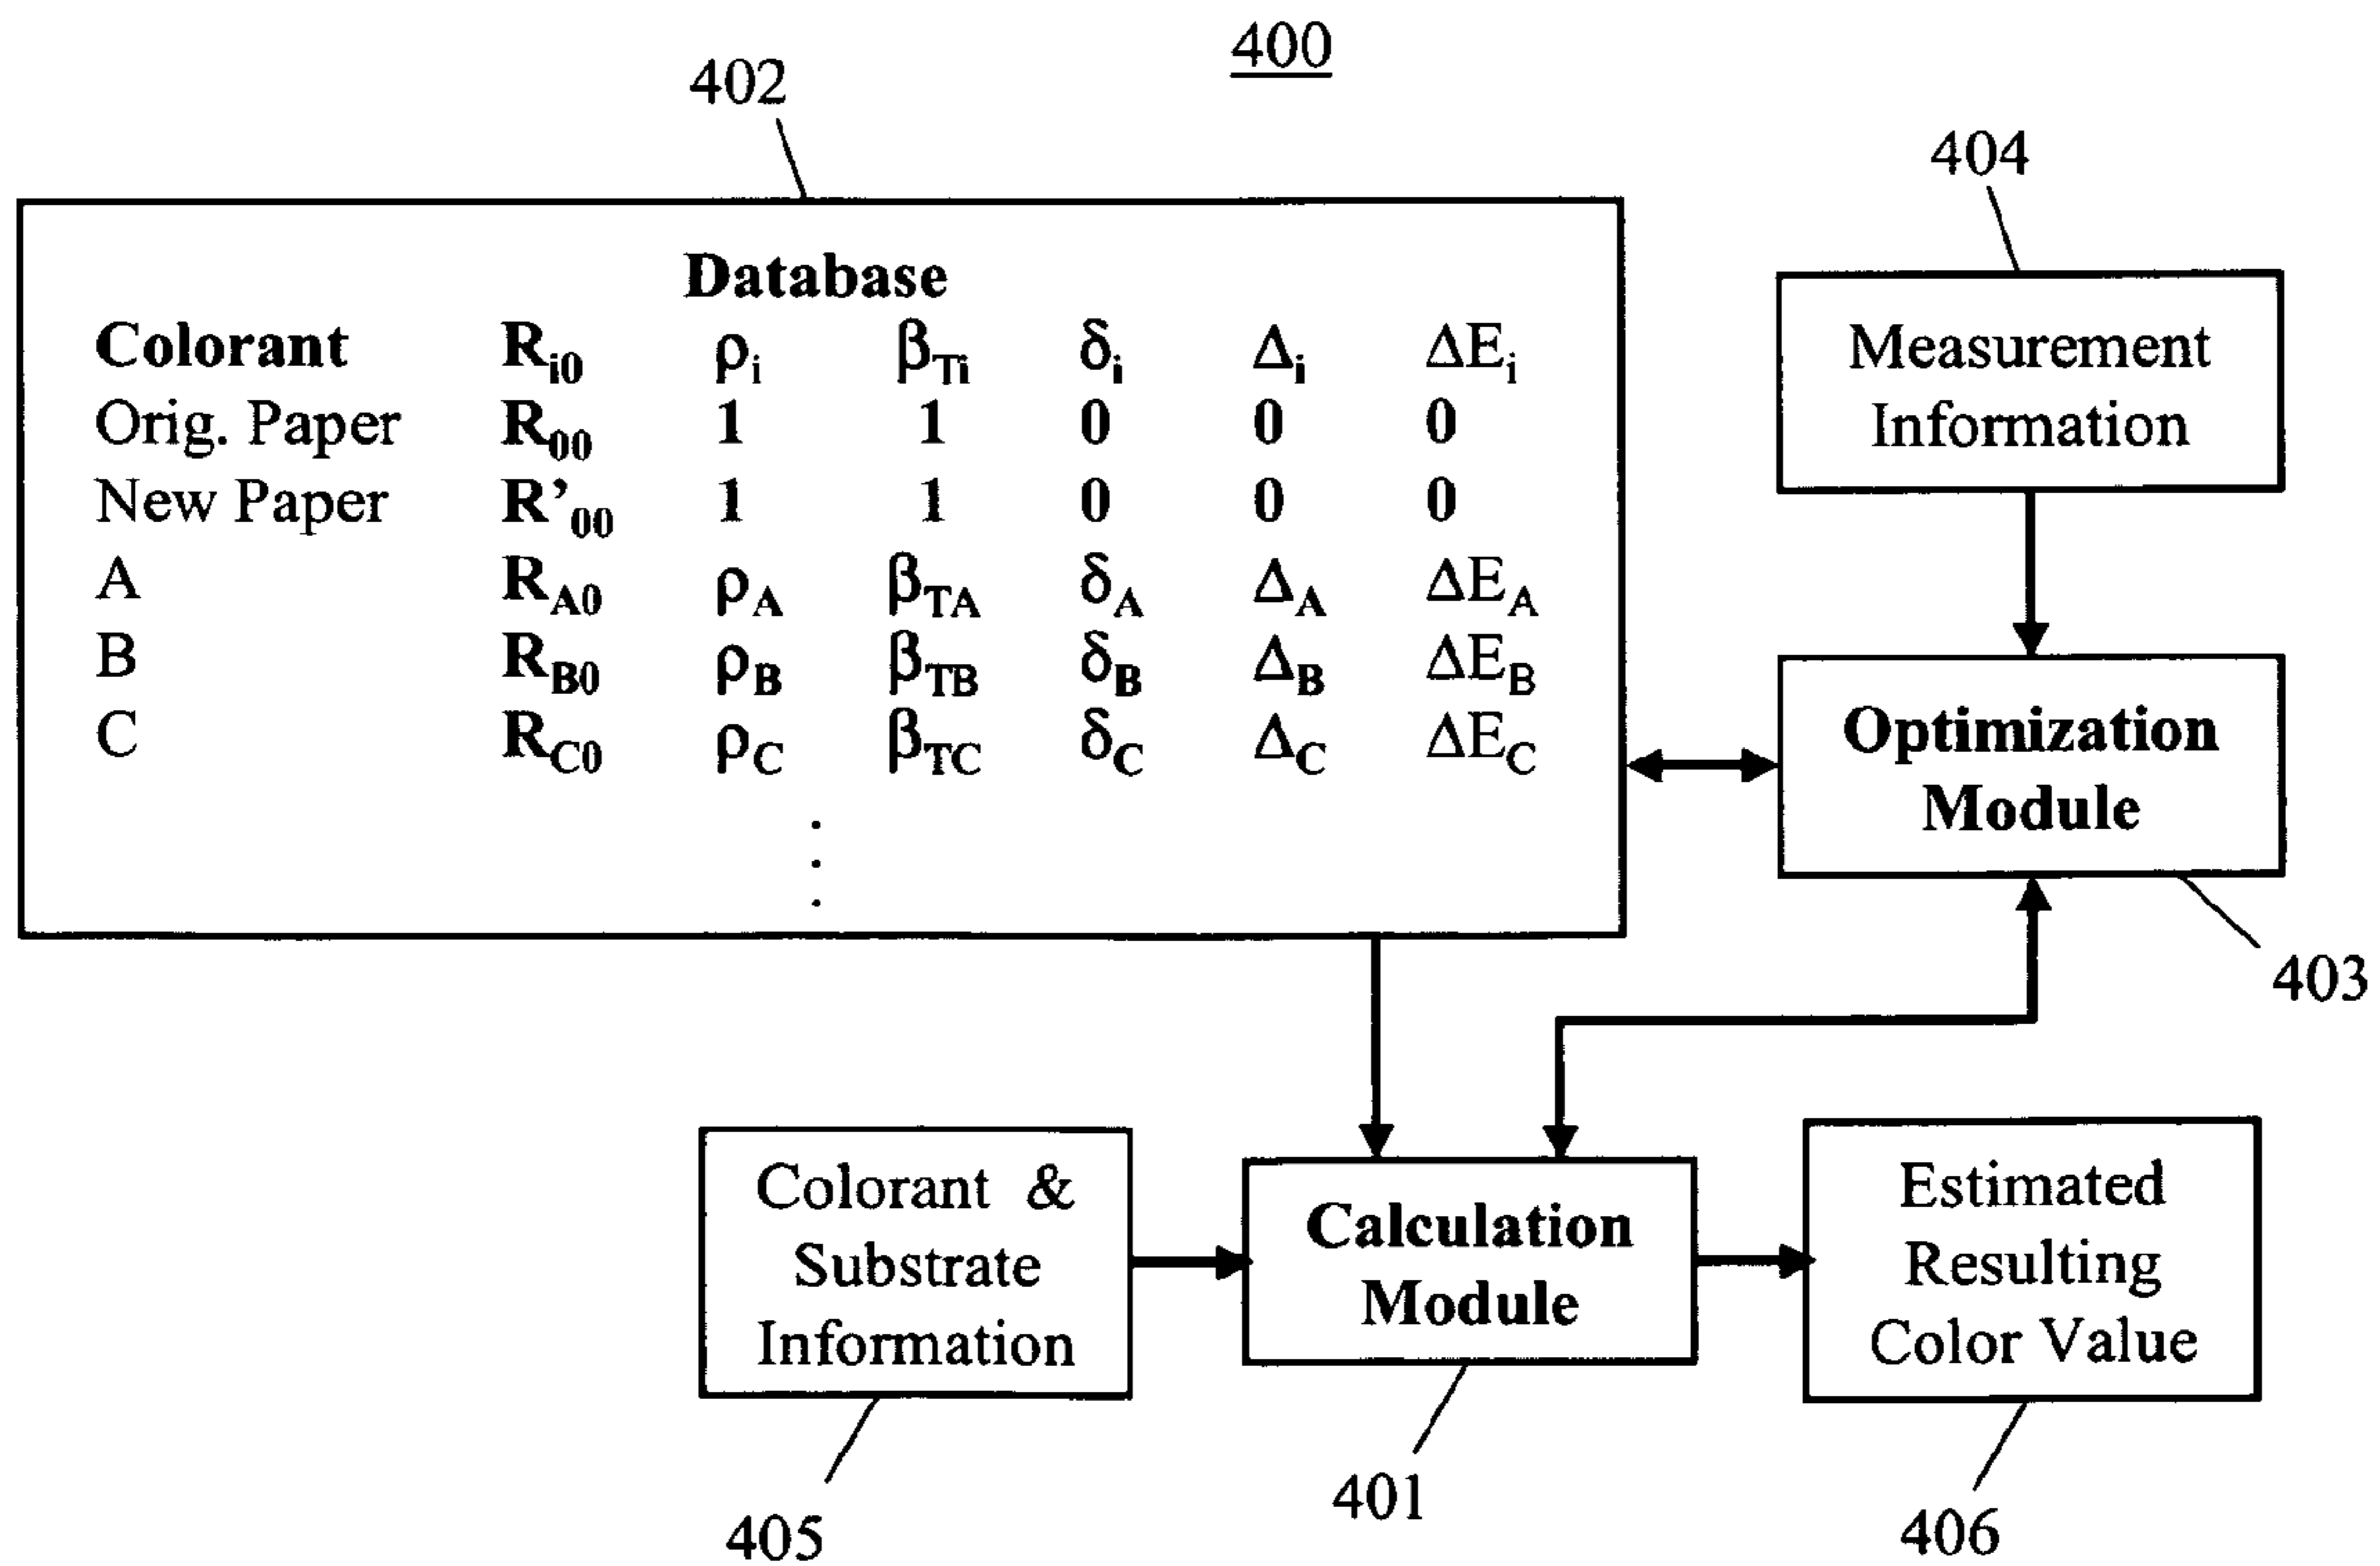 400
402
404
Database
Colorant R_i0 ρ_i β_Ti δ_i Δ_i ΔE_i
Orig. Paper R_00 1 1 0 0 0
New Paper R’_00 1 1 0 0 0
A R_A0 ρ_A β_TA δ_A Δ_A ΔE_A
B R_B0 ρ_B β_TB δ_B Δ_B ΔE_B
C R_C0 ρ_C β_TC δ_C Δ_C ΔE_C
.
.
.
Measurement
Information
Optimization
Module
403
Colorant &
Substrate
Information
Calculation
Module
Estimated
Resulting
Color Value
405
401
406